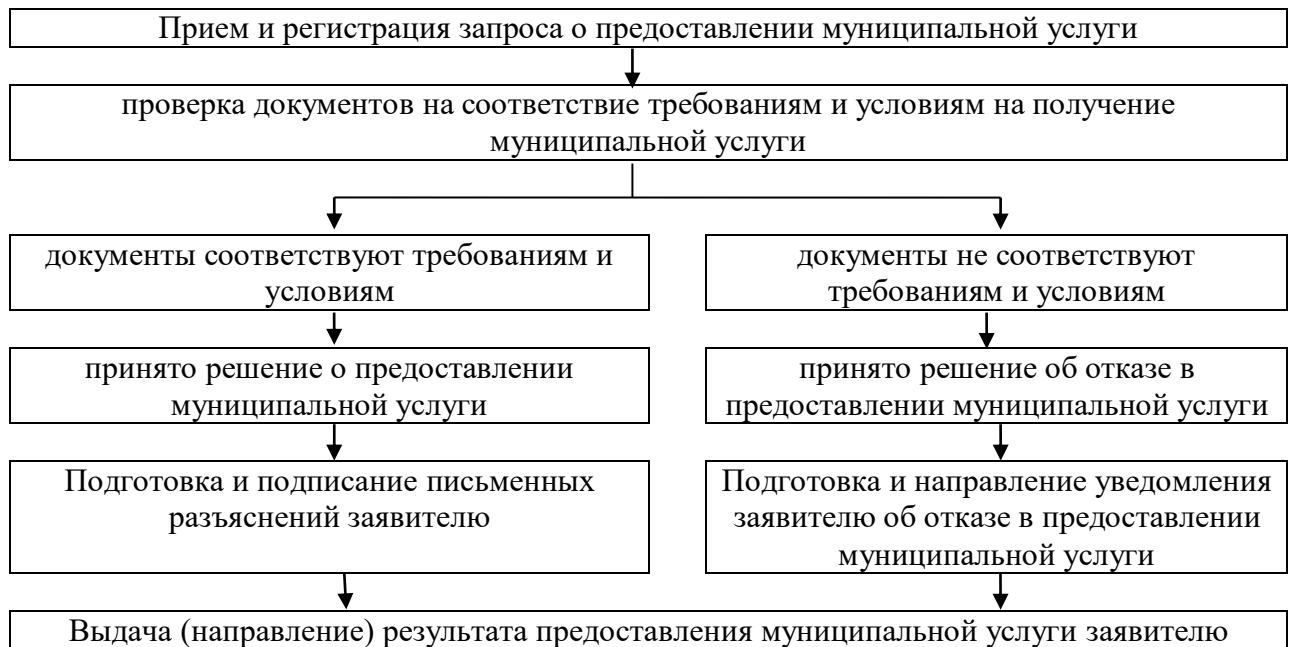 Прием и регистрация запроса о предоставлении муниципальной услуги
проверка документов на соответствие требованиям и условиям на получение
муниципальной услуги
документы соответствуют требованиям и
условиям
документы не соответствуют
требованиям и условиям
принято решение о предоставлении
муниципальной услуги
принято решение об отказе в
предоставлении муниципальной услуги
Подготовка и подписание письменных
разъяснений заявителю
Подготовка и направление уведомления
заявителю об отказе в предоставлении
муниципальной услуги
Выдача (направление) результата предоставления муниципальной услуги заявителю